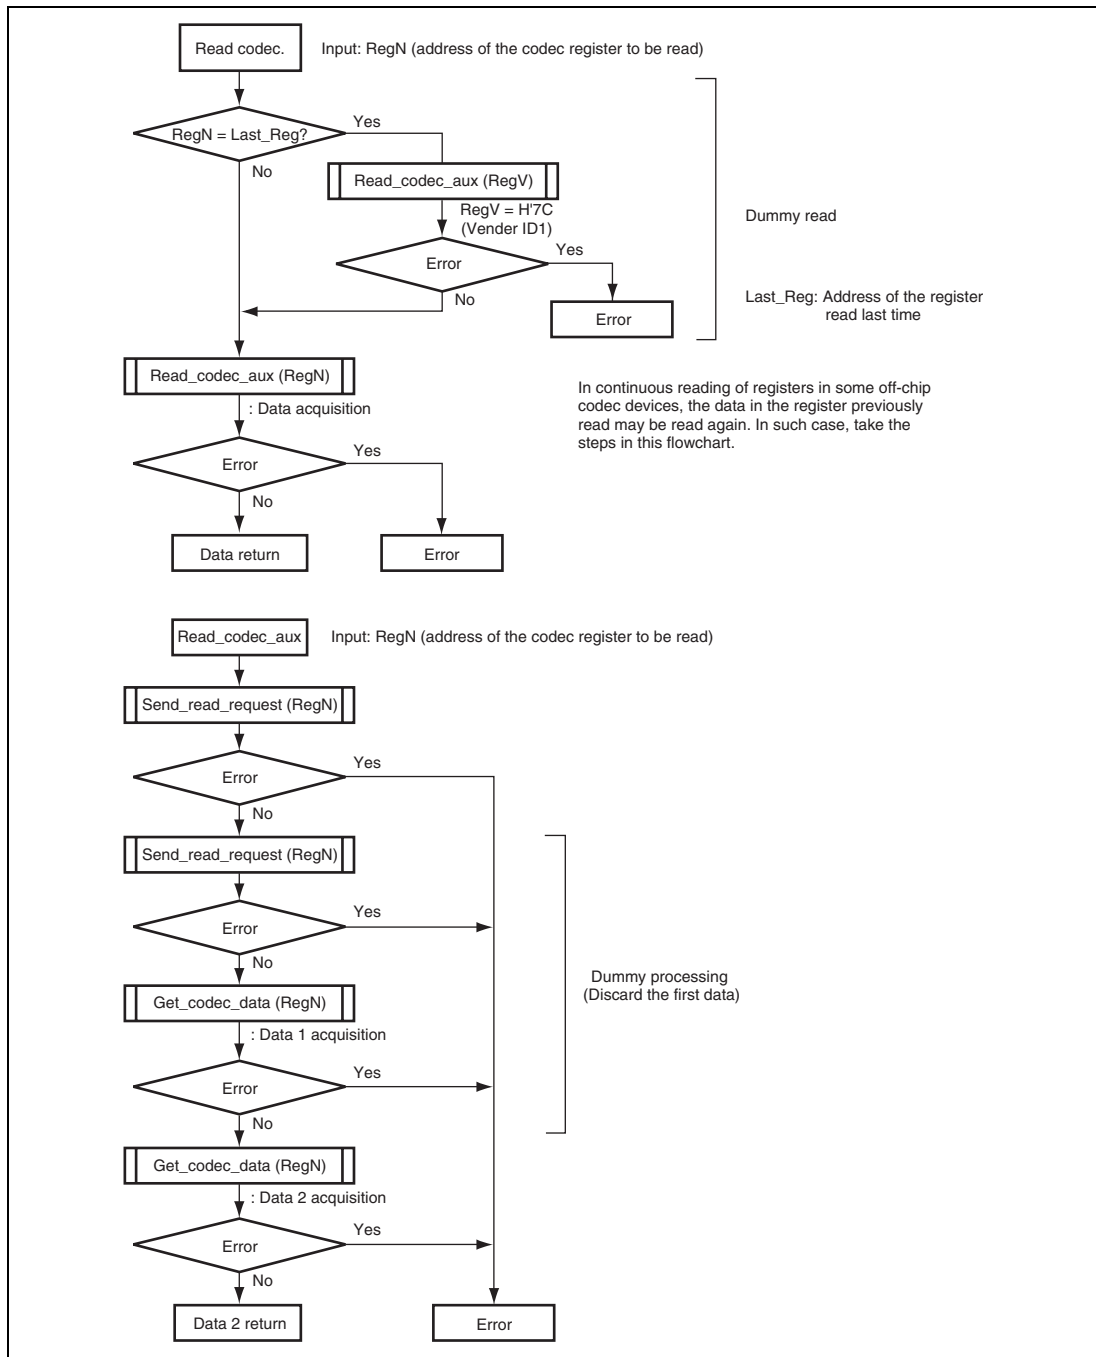 Read codec.
Input: RegN (address of the codec register to be read)
RegN = Last_Reg?
Yes
No
Read_codec_aux (RegV)
RegV = H'7C
(Vender ID1)
Error
Yes
No
Error
Dummy read
Last_Reg: Address of the register
read last time
Read_codec_aux (RegN)
: Data acquisition
Error
Yes
No
Data return
Error
In continuous reading of registers in some off-chip
codec devices, the data in the register previously
read may be read again. In such case, take the
steps in this flowchart.
Read_codec_aux
Input: RegN (address of the codec register to be read)
Send_read_request (RegN)
Error
Yes
No
Send_read_request (RegN)
Error
Yes
No
Get_codec_data (RegN)
: Data 1 acquisition
Error
Yes
No
Dummy processing
(Discard the first data)
Get_codec_data (RegN)
: Data 2 acquisition
Error
Yes
No
Data 2 return
Error